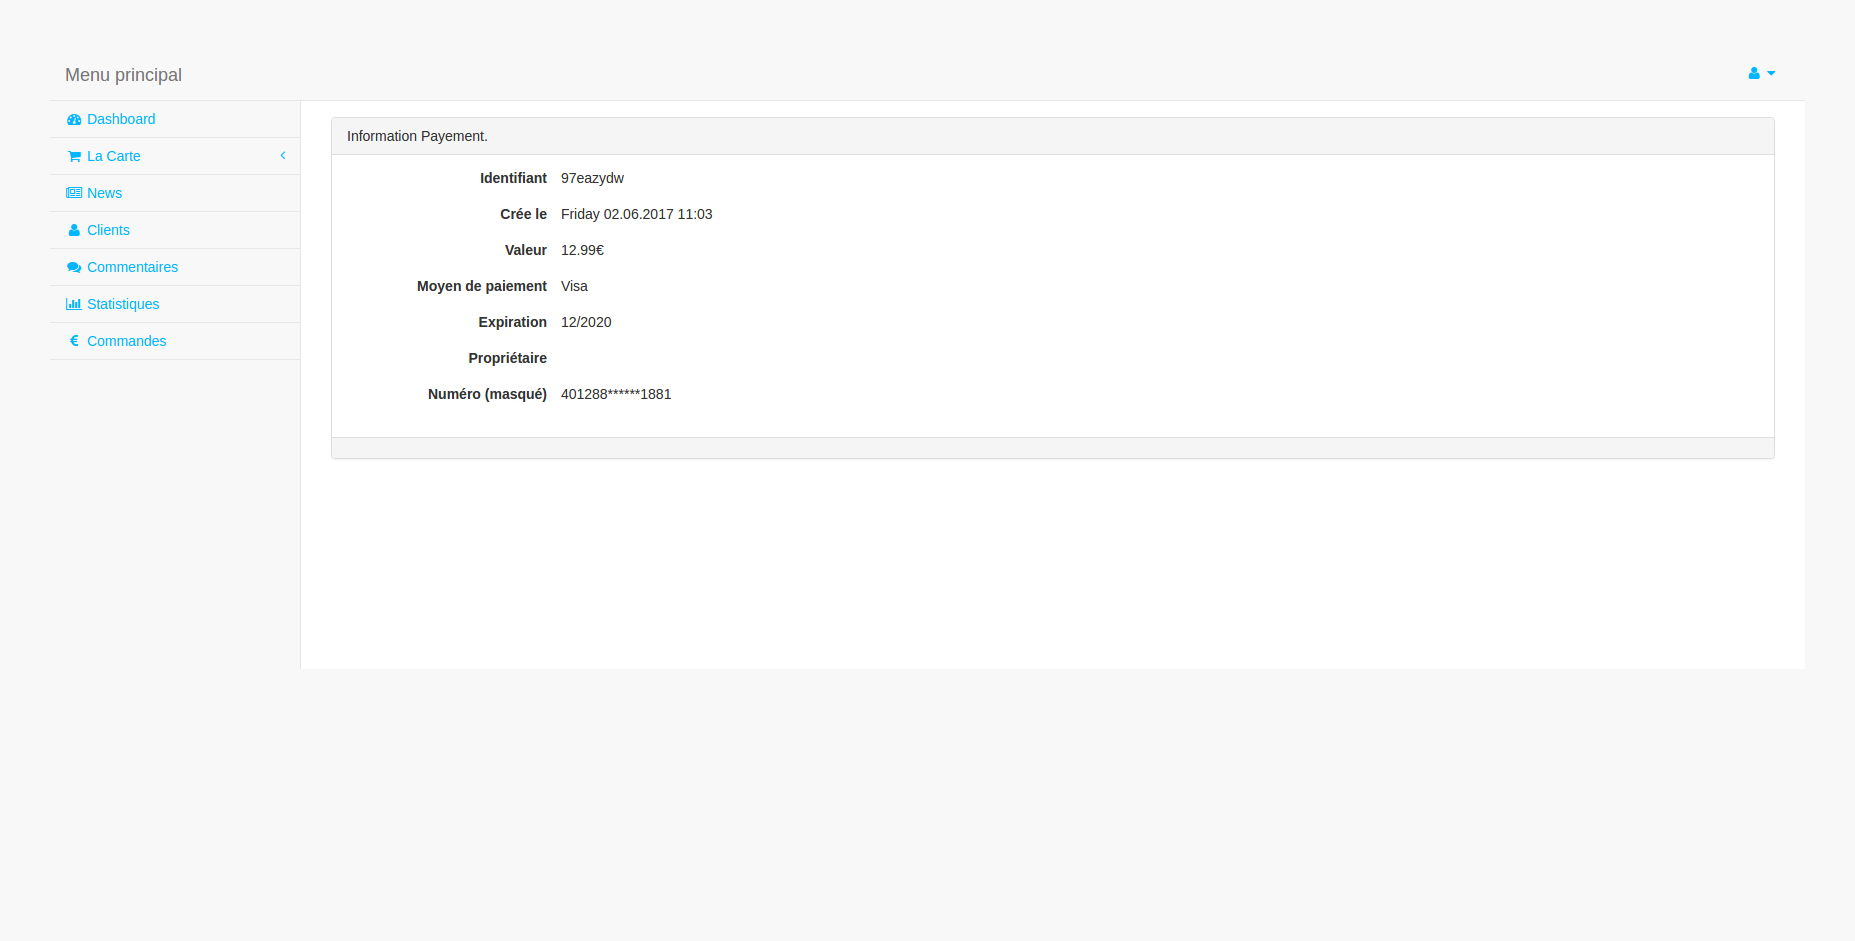 Menu principal
Dashboard
La Carte
News
Clients
Commentaires
Statistiques
Commandes
Information Payement.
Identifiant 97eazydw
Crée le Friday 02.06.2017 11:03
Valeur 12.99€
Moyen de paiement Visa
Expiration 12/2020
Propriétaire
Numéro (masqué) 401288******1881